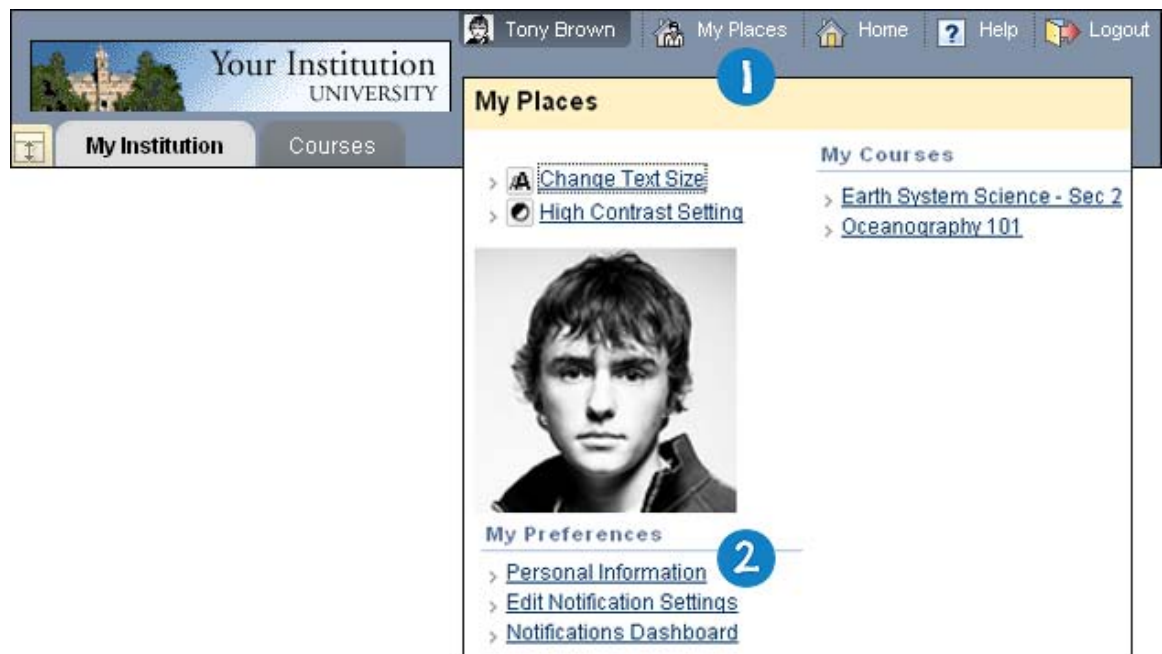 Tony Brown My Places Home ? Help Logout
Your Institution
UNIVERSITY
1
My Institution Courses
My Places
A Change Text Size
High Contrast Setting
My Courses
Earth System Science - Sec 2
Oceanography 101
My Preferences
2
Personal Information
Edit Notification Settings
Notifications Dashboard